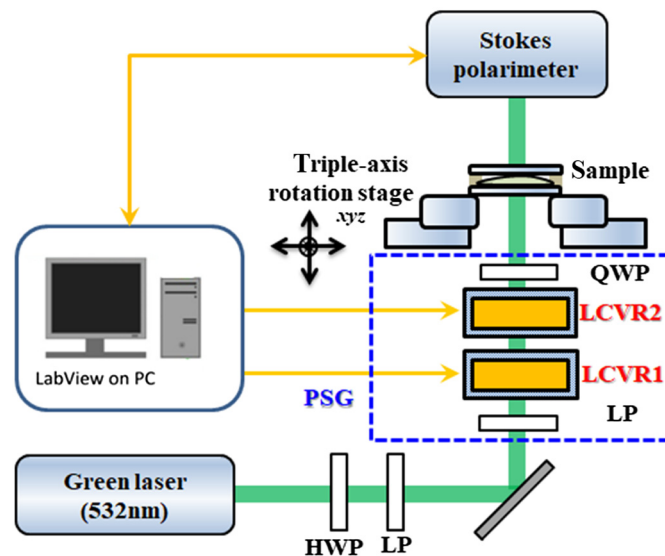 Stokes
polarimeter
Triple-axis
rotation stage
xyz
Sample
QWP
LCVR2
LCVR1
LabView on PC
PSG
LP
Green laser
(532nm)
HWP
LP